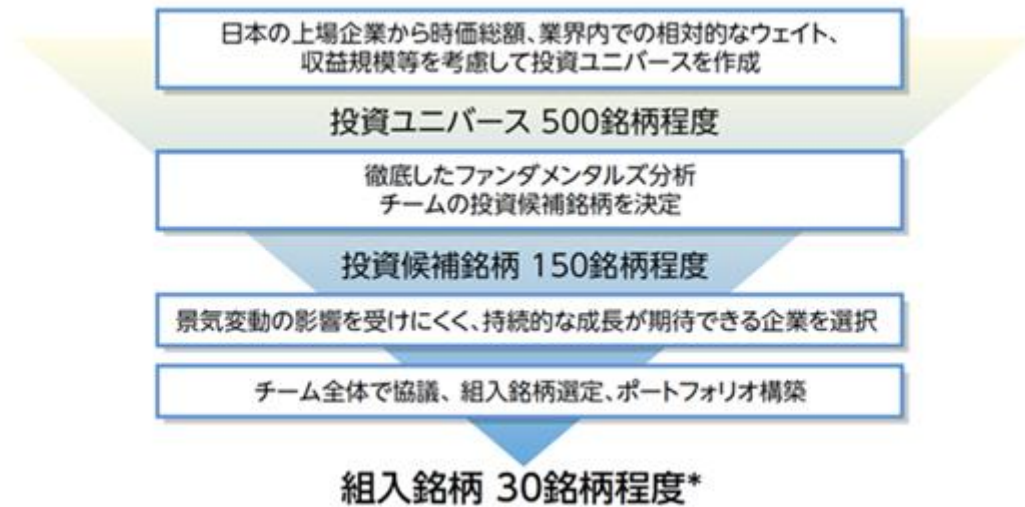 日本の上場企業から時価総額、業界内での相対的なウェイト、
収益規模等を考慮して投資ユニバースを作成
投資ユニバース 500銘柄程度
徹底したファンダメンタルズ分析
チームの投資候補銘柄を決定
投資候補銘柄 150銘柄程度
景気変動の影響を受けにくく、持続的な成長が期待できる企業を選択
チーム全体で協議、組入銘柄選定、ポートフォリオ構築
組入銘柄 30銘柄程度*